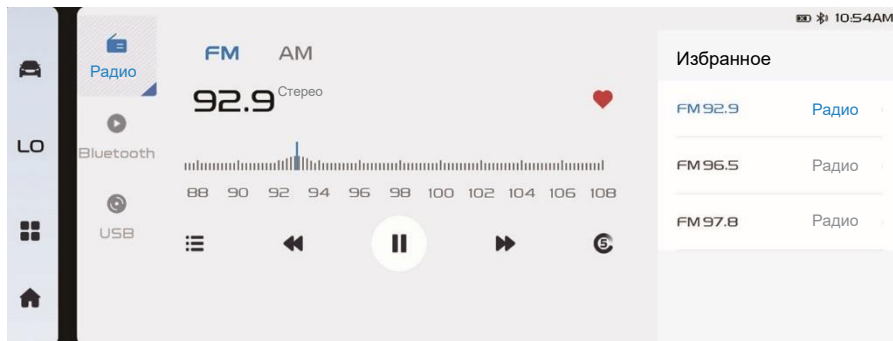 10:54AM
Радио
FM AM
Избранное
92.9 Стерео
FM 92.9 Радио
LO
Bluetooth
FM 96.5 Радио
88 90 92 94 96 98 100 102 104 106 108
USB
FM 97.8 Радио
5